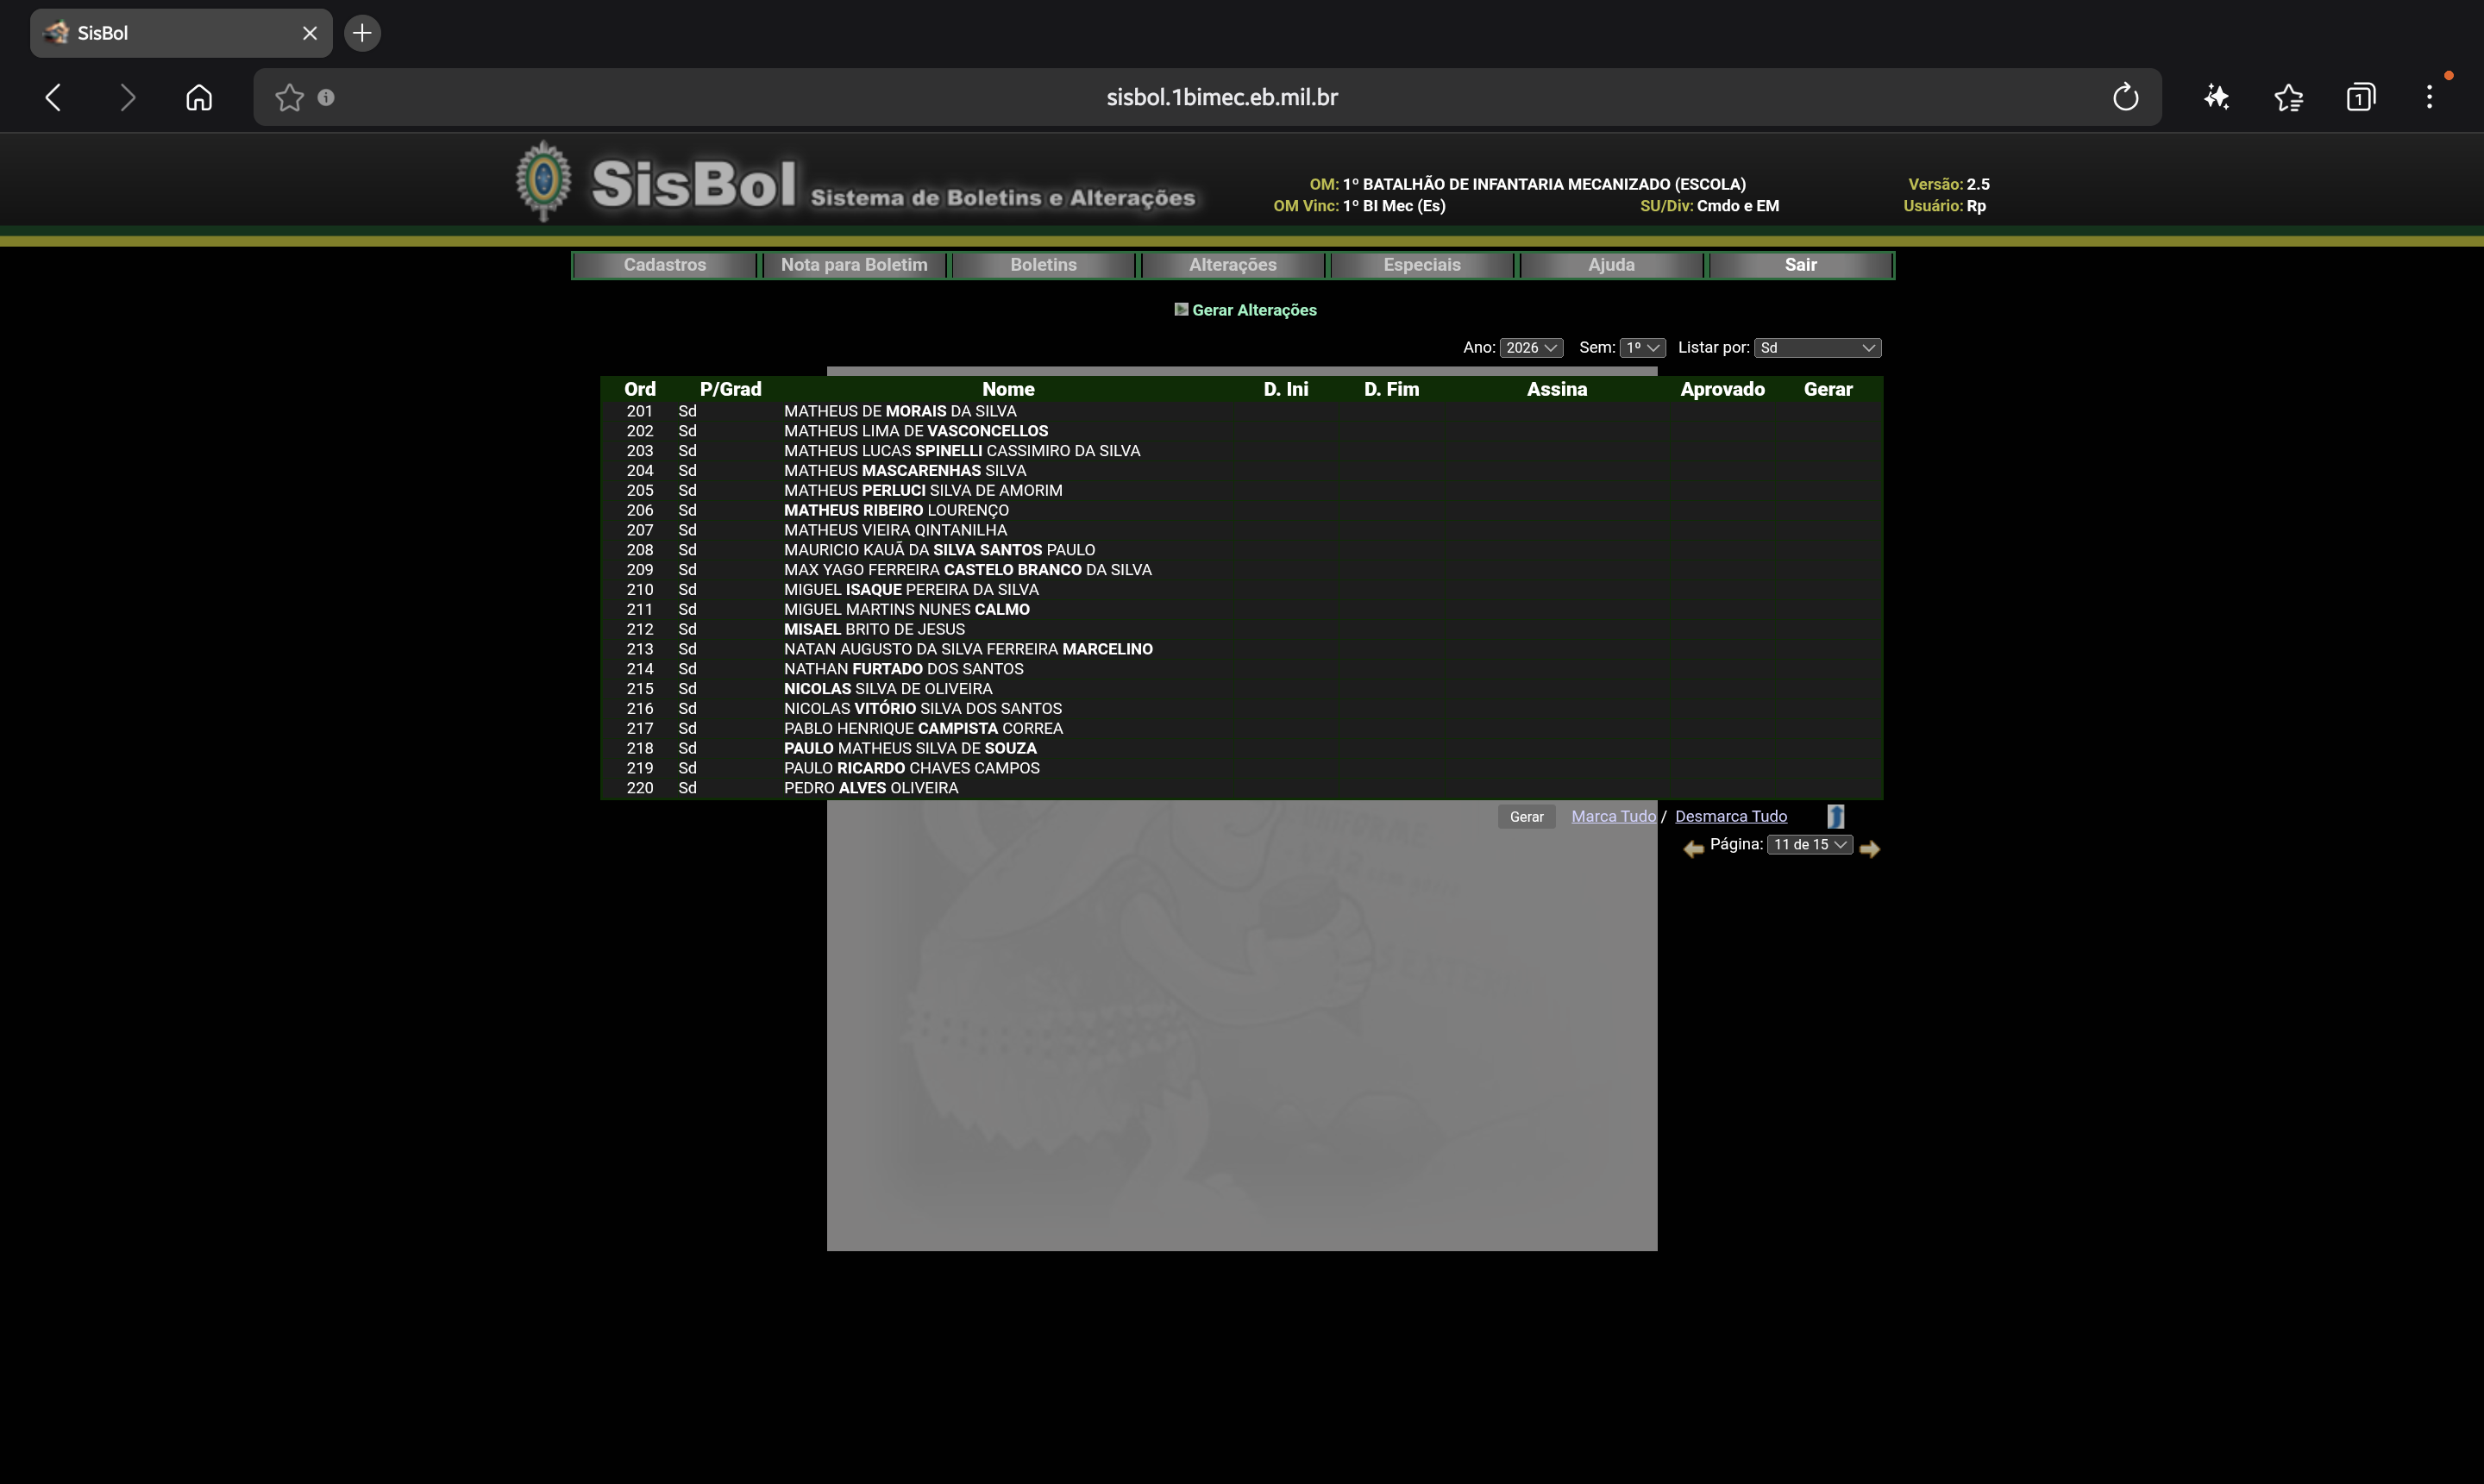 SisBol
sisbol.1bimec.eb.mil.br
1
SisBol Sistema de Boletins e Alterações
OM: 1º BATALHÃO DE INFANTARIA MECANIZADO (ESCOLA) Versão: 2.5
OM Vinc: 1º BI Mec (Es) SU/Div: Cmdo e EM Usuário: Rp
Cadastros Nota para Boletim Boletins Alterações Especiais Ajuda Sair
Gerar Alterações
Ano: 2026 Sem: 1º Listar por: Sd
Ord P/Grad Nome D. Ini D. Fim Assina Aprovado Gerar
201 Sd MATHEUS DE MORAIS DA SILVA
202 Sd MATHEUS LIMA DE VASCONCELLOS
203 Sd MATHEUS LUCAS SPINELLI CASSIMIRO DA SILVA
204 Sd MATHEUS MASCARENHAS SILVA
205 Sd MATHEUS PERLUCI SILVA DE AMORIM
206 Sd MATHEUS RIBEIRO LOURENÇO
207 Sd MATHEUS VIEIRA QINTANILHA
208 Sd MAURICIO KAUÃ DA SILVA SANTOS PAULO
209 Sd MAX YAGO FERREIRA CASTELO BRANCO DA SILVA
210 Sd MIGUEL ISAQUE PEREIRA DA SILVA
211 Sd MIGUEL MARTINS NUNES CALMO
212 Sd MISAEL BRITO DE JESUS
213 Sd NATAN AUGUSTO DA SILVA FERREIRA MARCELINO
214 Sd NATHAN FURTADO DOS SANTOS
215 Sd NICOLAS SILVA DE OLIVEIRA
216 Sd NICOLAS VITÓRIO SILVA DOS SANTOS
217 Sd PABLO HENRIQUE CAMPISTA CORREA
218 Sd PAULO MATHEUS SILVA DE SOUZA
219 Sd PAULO RICARDO CHAVES CAMPOS
220 Sd PEDRO ALVES OLIVEIRA
Gerar Marca Tudo / Desmarca Tudo
Página: 11 de 15